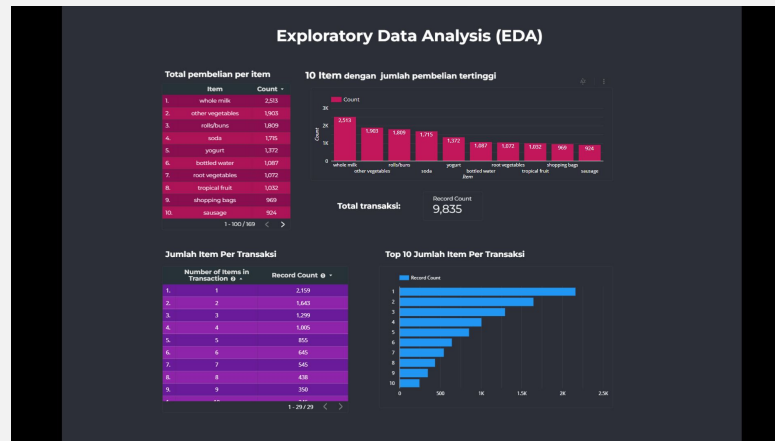 Exploratory Data Analysis (EDA)
Total pembelian per item
Item Count
1. whole milk 2,513
2. other vegetables 1,903
3. rolls/buns 1,809
4. soda 1,715
5. yogurt 1,372
6. bottled water 1,087
7. root vegetables 1,072
8. tropical fruit 1,032
9. shopping bags 969
10. sausage 924
1 - 100 / 169
10 Item dengan jumlah pembelian tertinggi
Count
3K
2K
1K
0
Count
2,513 1,903 1,809 1,715 1,372 1,087 1,072 1,032 969 924
whole milk rolls/buns yogurt root vegetables shopping bags
other vegetables soda bottled water tropical fruit sausage
Item
Total transaksi:
Record Count
9,835
Jumlah Item Per Transaksi
Number of Items in
Transaction Record Count
1. 1 2,159
2. 2 1,643
3. 3 1,299
4. 4 1,005
5. 5 855
6. 6 645
7. 7 545
8. 8 438
9. 9 350
1 - 29 / 29
Top 10 Jumlah Item Per Transaksi
Record Count
1
2
3
4
5
6
7
8
9
10
0 500 1K 1.5K 2K 2.5K